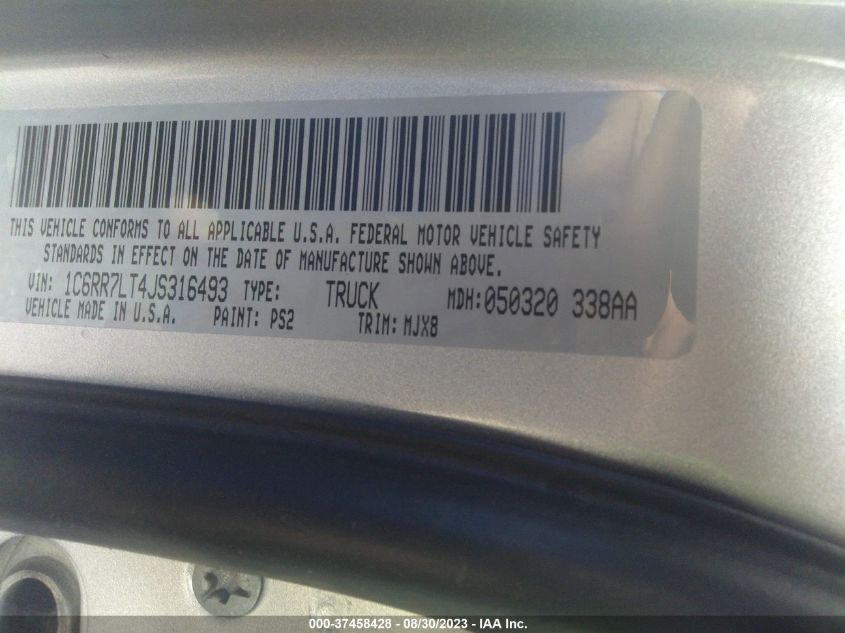 THIS VEHICLE CONFORMS TO ALL APPLICABLE U.S.A. FEDERAL MOTOR VEHICLE SAFETY
STANDARDS IN EFFECT ON THE DATE OF MANUFACTURE SHOWN ABOVE.
VIN: 1C6RR7LT4JS316493 TYPE: TRUCK MDH:050320 338AA
VEHICLE MADE IN U.S.A. PAINT: PS2 TRIM: MJX8
000-37458428 - 08/30/2023 - IAA Inc.